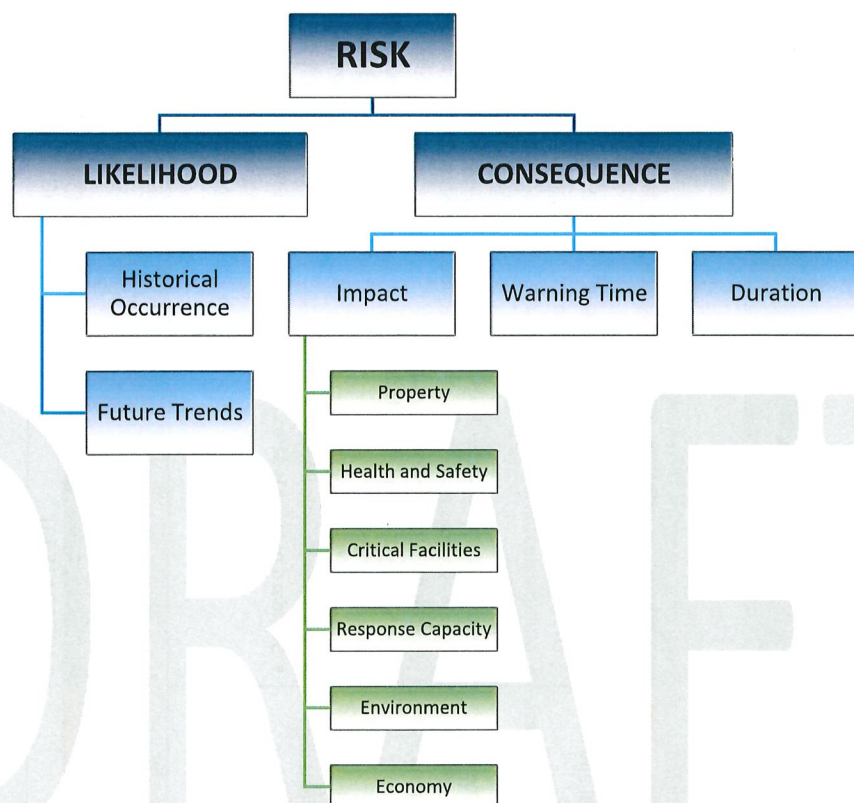 RISK
LIKELIHOOD
CONSEQUENCE
Historical
Occurrence
Impact
Warning Time
Duration
Future Trends
Property
Health and Safety
Critical Facilities
Response Capacity
Environment
Economy
DRAFT